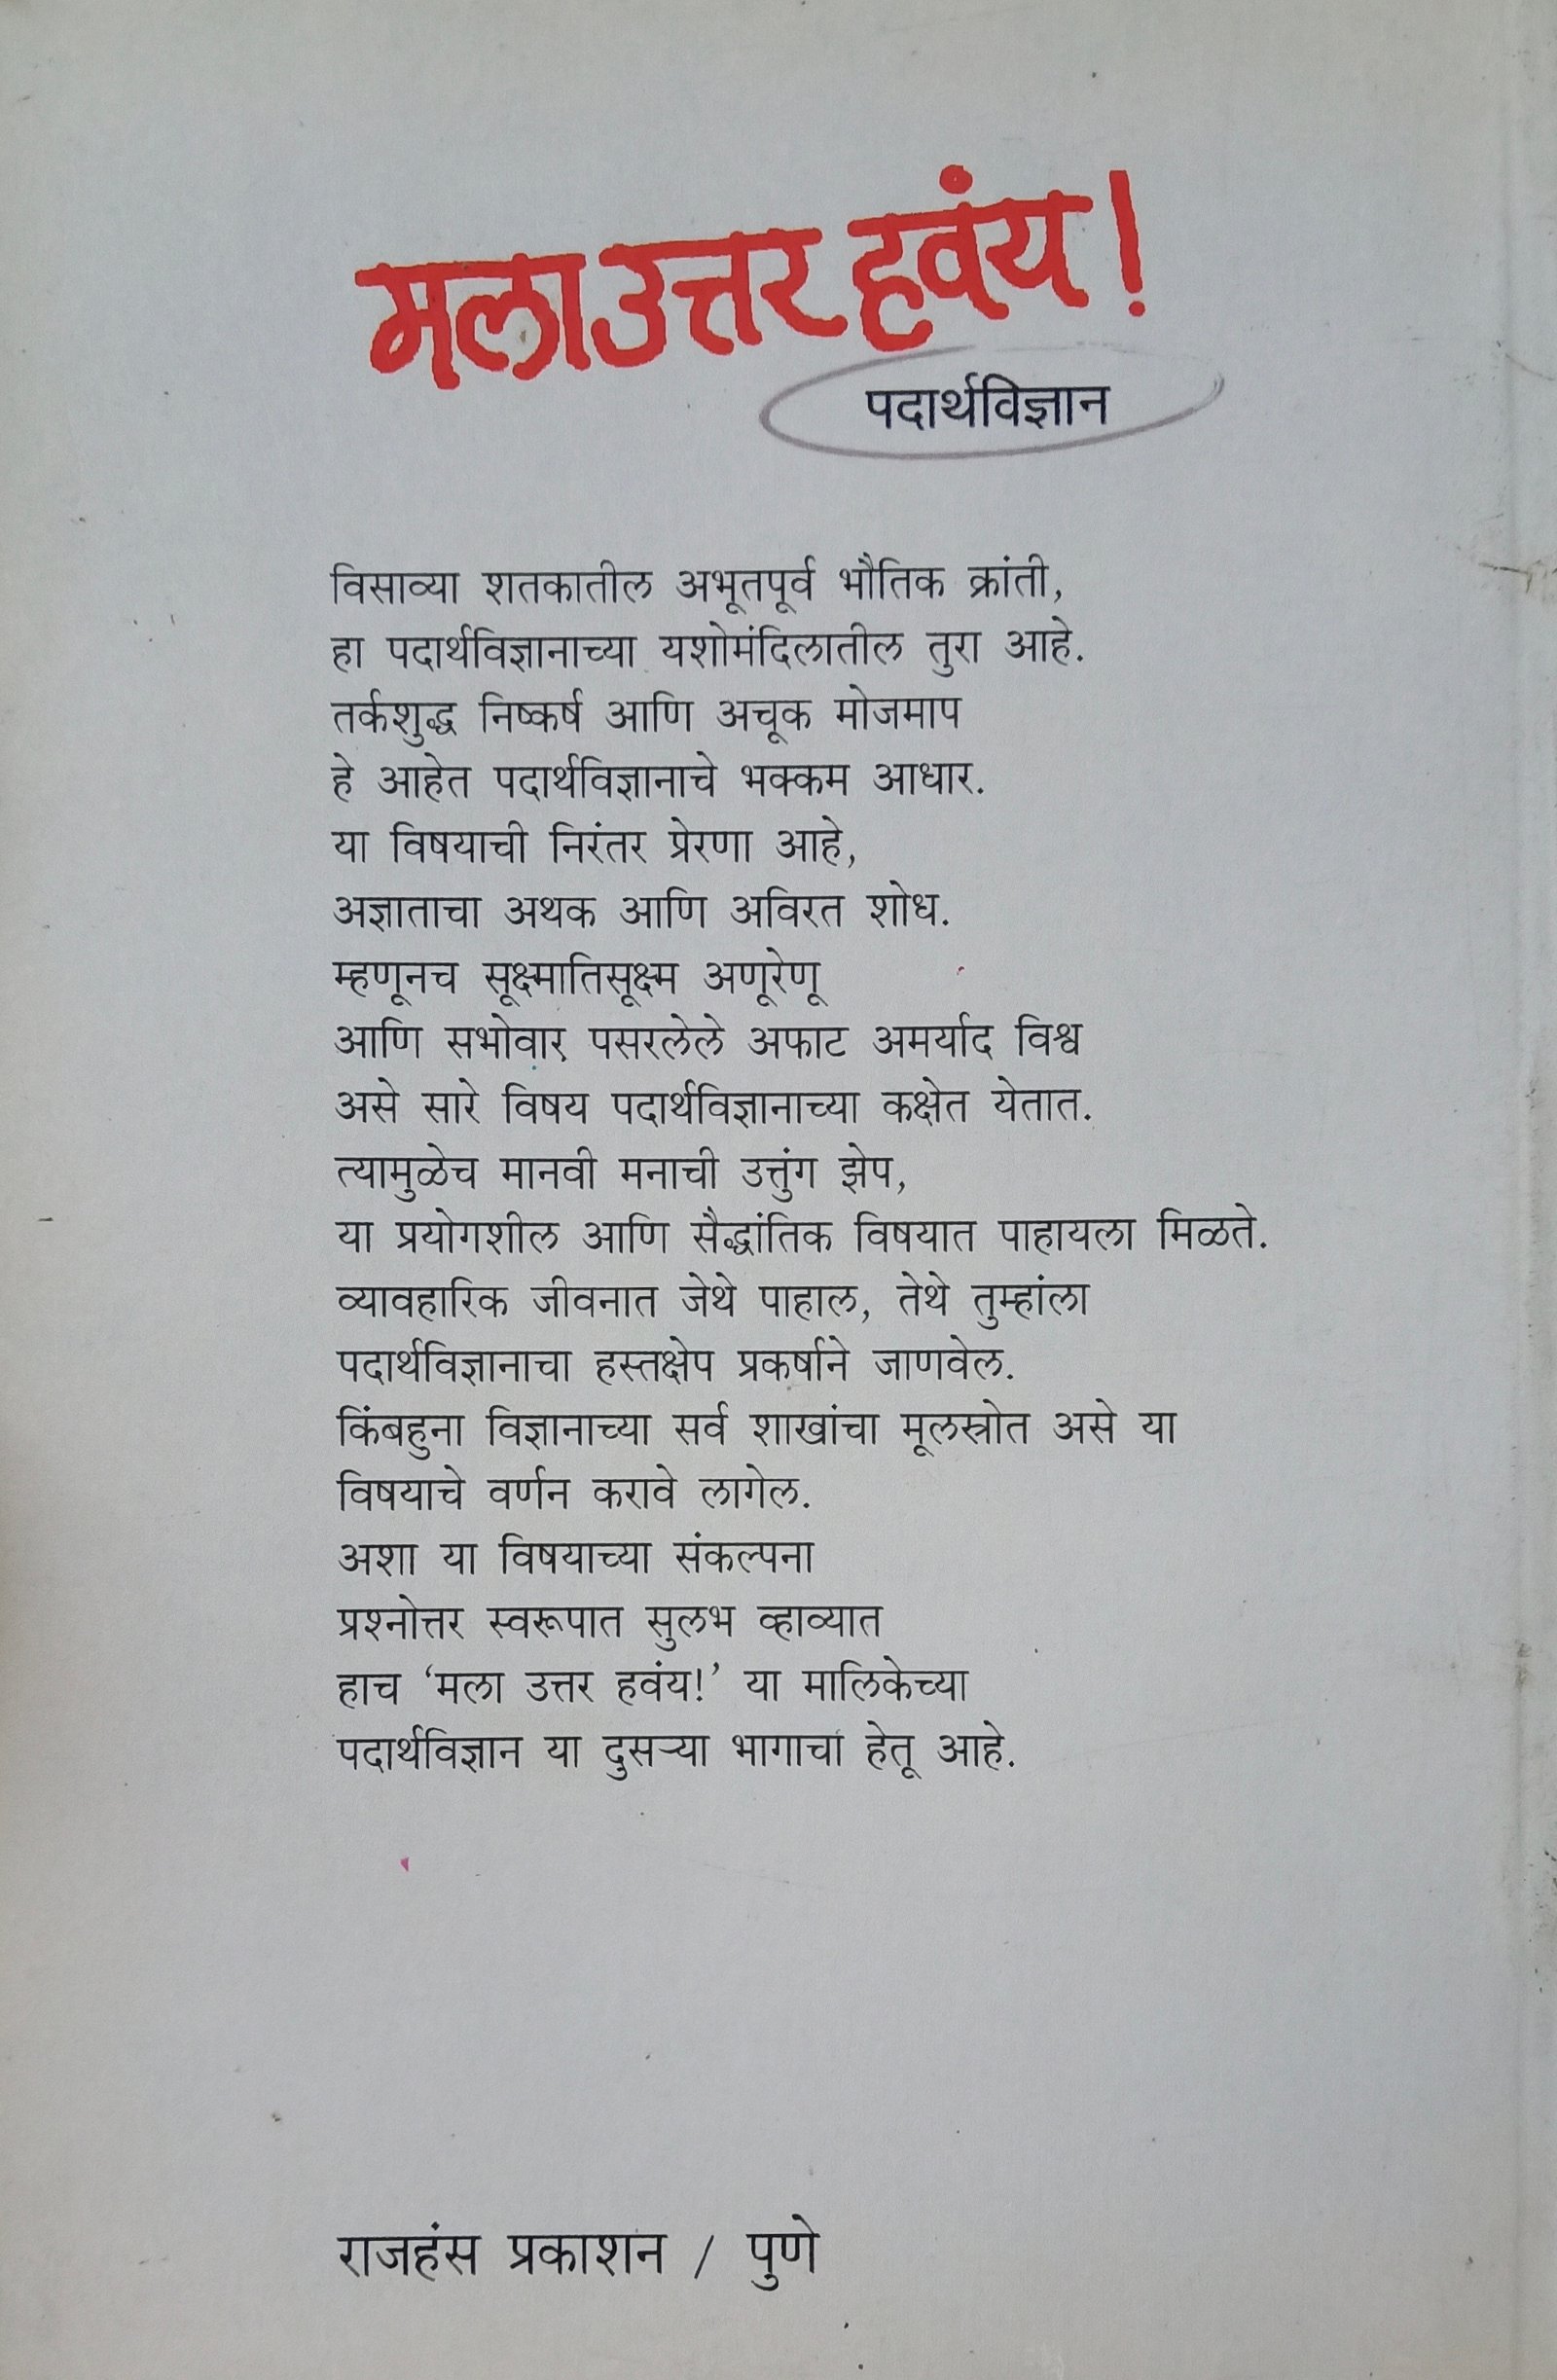 मला उत्तर हवंय!
पदार्थविज्ञान
विसाव्या शतकातील अभूतपूर्व भौतिक क्रांती,
हा पदार्थविज्ञानाच्या यशोमंदिलातील तुरा आहे.
तर्कशुद्ध निष्कर्ष आणि अचूक मोजमाप
हे आहेत पदार्थविज्ञानाचे भक्कम आधार.
या विषयाची निरंतर प्रेरणा आहे,
अज्ञाताचा अथक आणि अविरत शोध.
म्हणूनच सूक्ष्मातिसूक्ष्म अणूरेणू
आणि सभोवार पसरलेले अफाट अमर्याद विश्व
असे सारे विषय पदार्थविज्ञानाच्या कक्षेत येतात.
त्यामुळेच मानवी मनाची उत्तुंग झेप,
या प्रयोगशील आणि सैद्धांतिक विषयात पाहायला मिळते.
व्यावहारिक जीवनात जेथे पाहाल, तेथे तुम्हांला
पदार्थविज्ञानाचा हस्तक्षेप प्रकर्षाने जाणवेल.
किंबहुना विज्ञानाच्या सर्व शाखांचा मूलस्रोत असे या
विषयाचे वर्णन करावे लागेल.
अशा या विषयाच्या संकल्पना
प्रश्नोत्तर स्वरूपात सुलभ व्हाव्यात
हाच ‘मला उत्तर हवंय!’ या मालिकेच्या
पदार्थविज्ञान या दुसऱ्या भागाचा हेतू आहे.
राजहंस प्रकाशन / पुणे